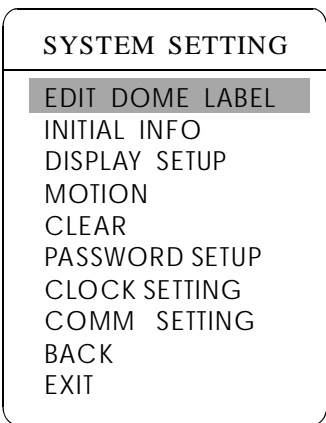 SYSTEM SETTING
EDIT DOME LABEL
INITIAL INFO
DISPLAY SETUP
MOTION
CLEAR
PASSWORD SETUP
CLOCK SETTING
COMM SETTING
BACK
EXIT